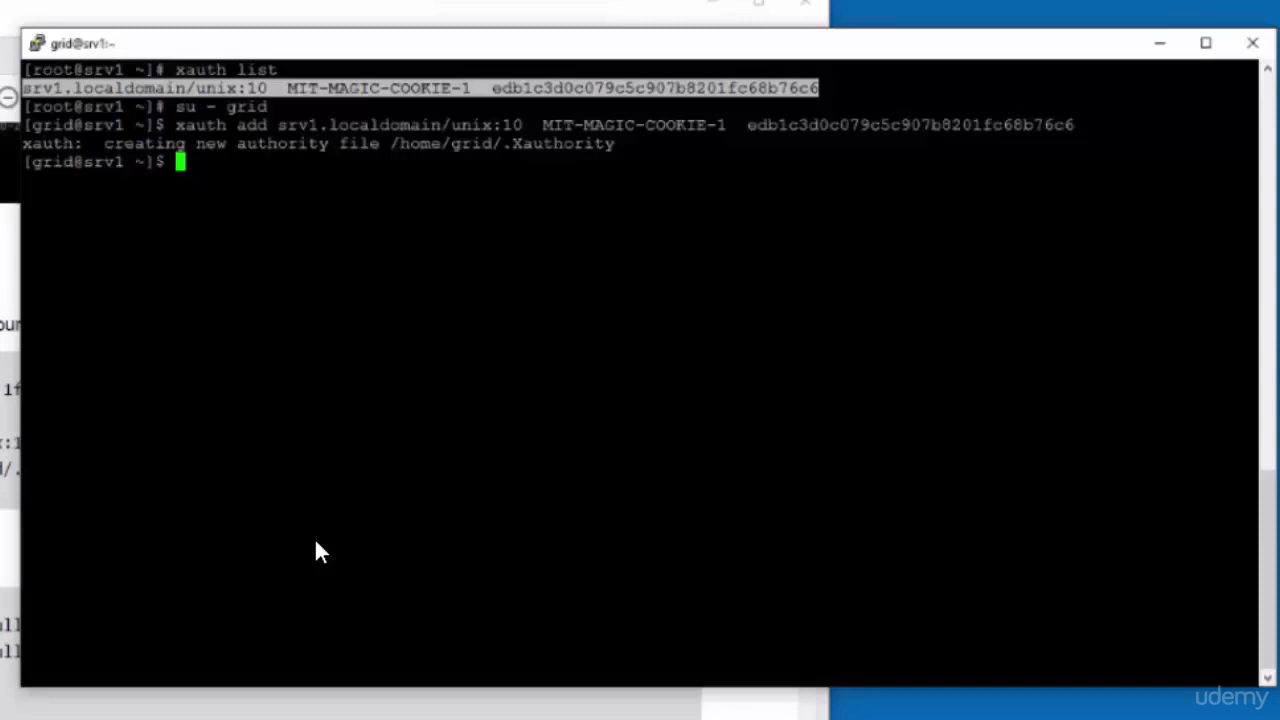 grid@srv1:~
[root@srv1 ~]# xauth list
srv1.localdomain/unix:10  MIT-MAGIC-COOKIE-1  edb1c3d0c079c5c907b8201fc68b76c6
[root@srv1 ~]# su - grid
[grid@srv1 ~]$ xauth add srv1.localdomain/unix:10  MIT-MAGIC-COOKIE-1  edb1c3d0c079c5c907b8201fc68b76c6
xauth:  creating new authority file /home/grid/.Xauthority
[grid@srv1 ~]$
udemy